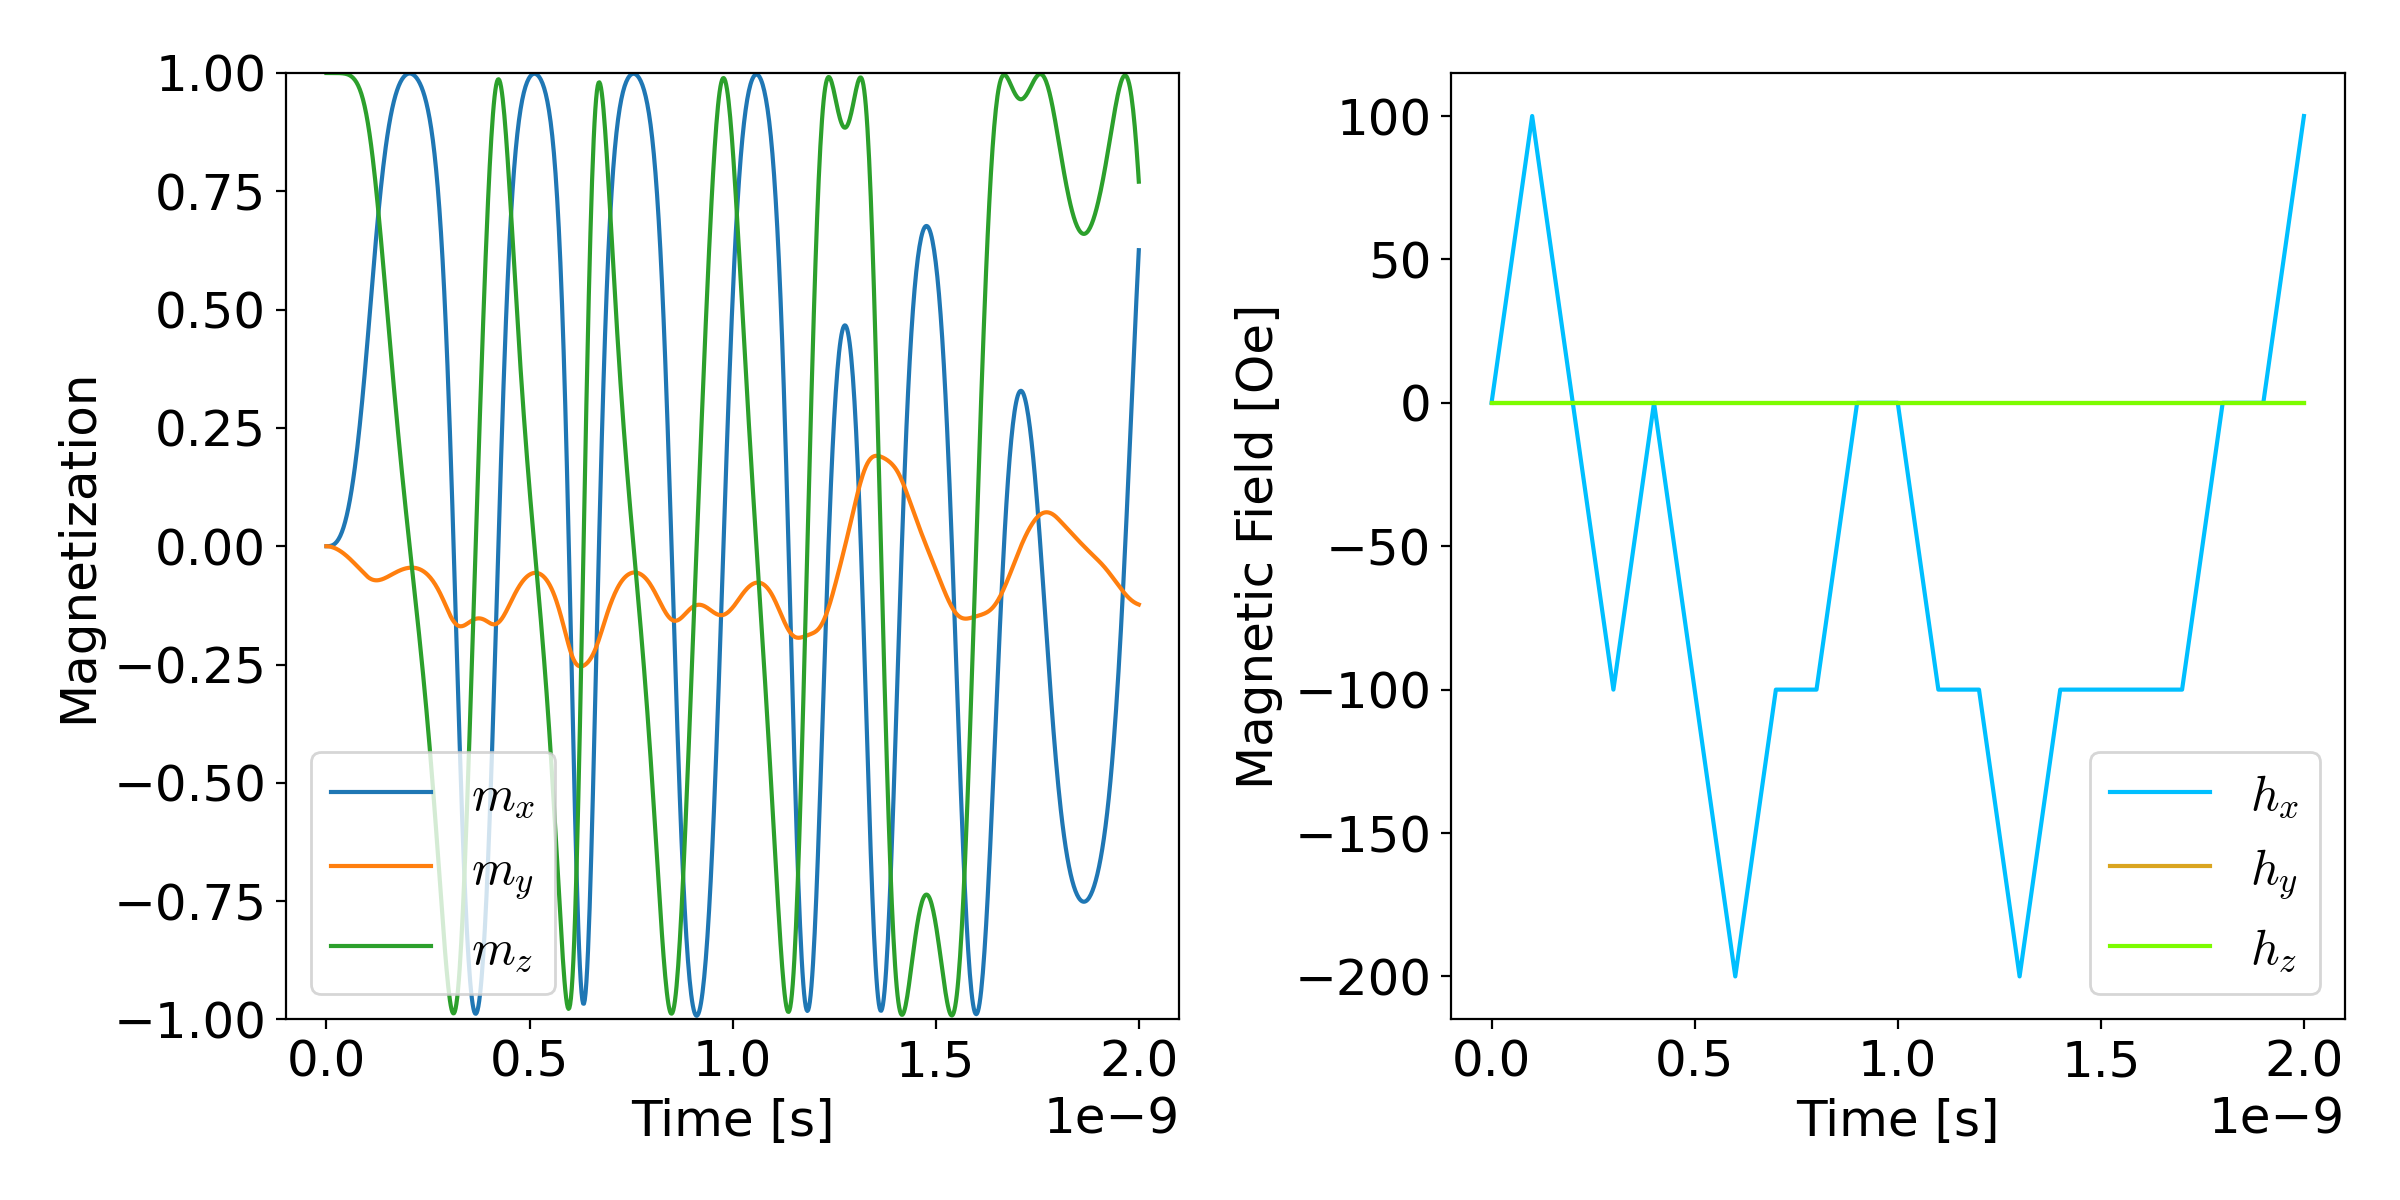 Magnetization
1.00
0.75
0.50
0.25
0.00
−0.25
−0.50
−0.75
−1.00
m_x
m_y
m_z
0.0 0.5 1.0 1.5 2.0
Time [s]
1e−9
Magnetic Field [Oe]
100
50
0
−50
−100
−150
−200
h_x
h_y
h_z
0.0 0.5 1.0 1.5 2.0
Time [s]
1e−9